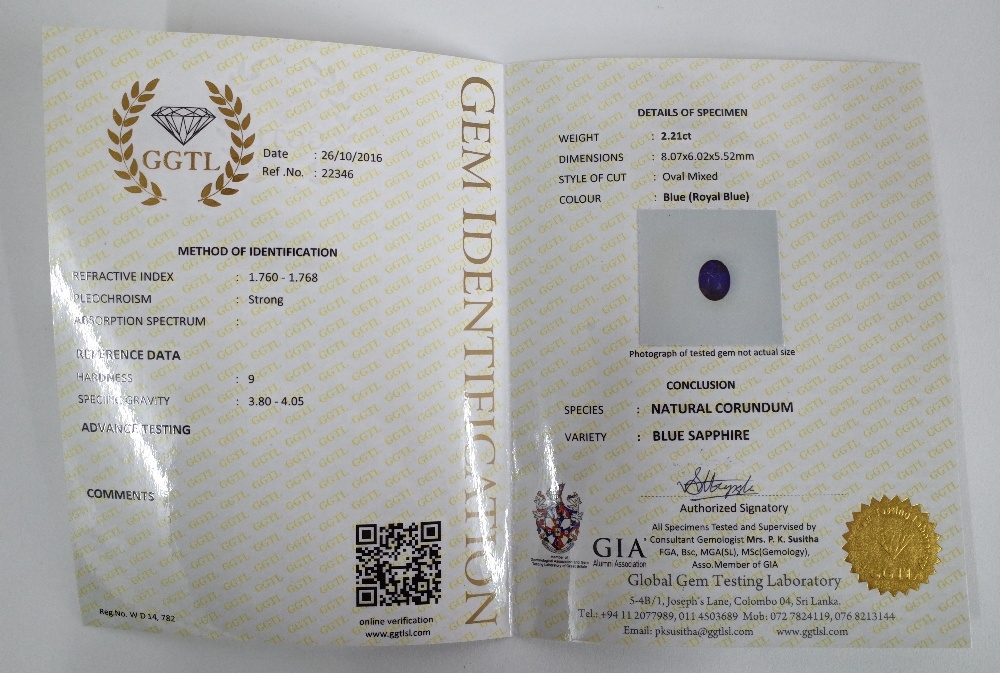 GGTL
Date : 26/10/2016
Ref .No. : 22346
METHOD OF IDENTIFICATION
REFRACTIVE INDEX : 1.760 - 1.768
PLEOCHROISM : Strong
ABSORPTION SPECTRUM :
REFERENCE DATA
HARDNESS : 9
SPECIFIC GRAVITY : 3.80 - 4.05
ADVANCE TESTING
COMMENTS
online verification
www.ggtlsl.com
Reg.No. W D 14, 782
GEM IDENTIFICATION
DETAILS OF SPECIMEN
WEIGHT : 2.21ct
DIMENSIONS : 8.07x6.02x5.52mm
STYLE OF CUT : Oval Mixed
COLOUR : Blue (Royal Blue)
Photograph of tested gem not actual size
CONCLUSION
SPECIES : NATURAL CORUNDUM
VARIETY : BLUE SAPPHIRE
Authorized Signatory
All Specimens Tested and Supervised by
Consultant Gemologist Mrs. P. K. Susitha
FGA, Bsc, MGA(SL), MSc(Gemology),
Asso.Member of GIA
GIA
Alumni Association
Global Gem Testing Laboratory
5-4B/1, Joseph's Lane, Colombo 04, Sri Lanka.
Tel.: +94 11 2077989, 011 4503689 Mob: 072 7824119, 076 8213144
Email: pksusitha@ggtlsl.com www.ggtlsl.com
GGTL